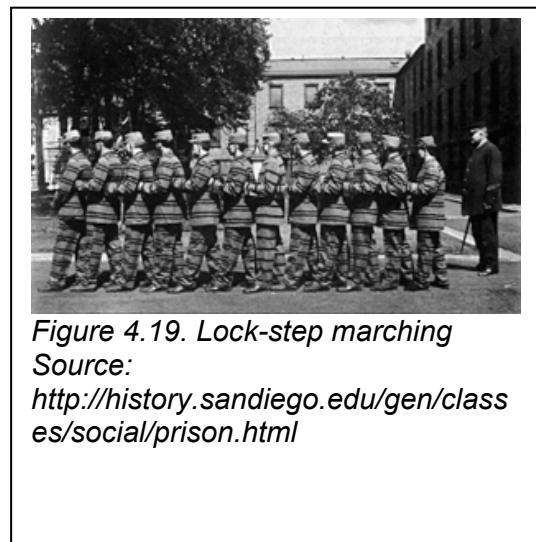 Figure 4.19. Lock-step marching
Source:
http://history.sandiego.edu/gen/class
es/social/prison.html